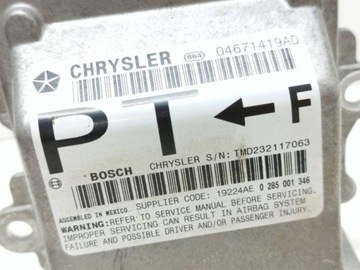 CHRYSLER 864 04671419AD
PT ← F
BOSCH CHRYSLER S/N: TMD232117063
ASSEMBLED IN MEXICO. SUPPLIER CODE: 19224AE 0 285 001 346
WARNING: REFER TO SERVICE MANUAL BEFORE SERVICING.
IMPROPER SERVICING CAN RESULT IN AIRBAG SYSTEM
FAILURE AND POSSIBLE DRIVER AND/OR PASSENGER INJURY.